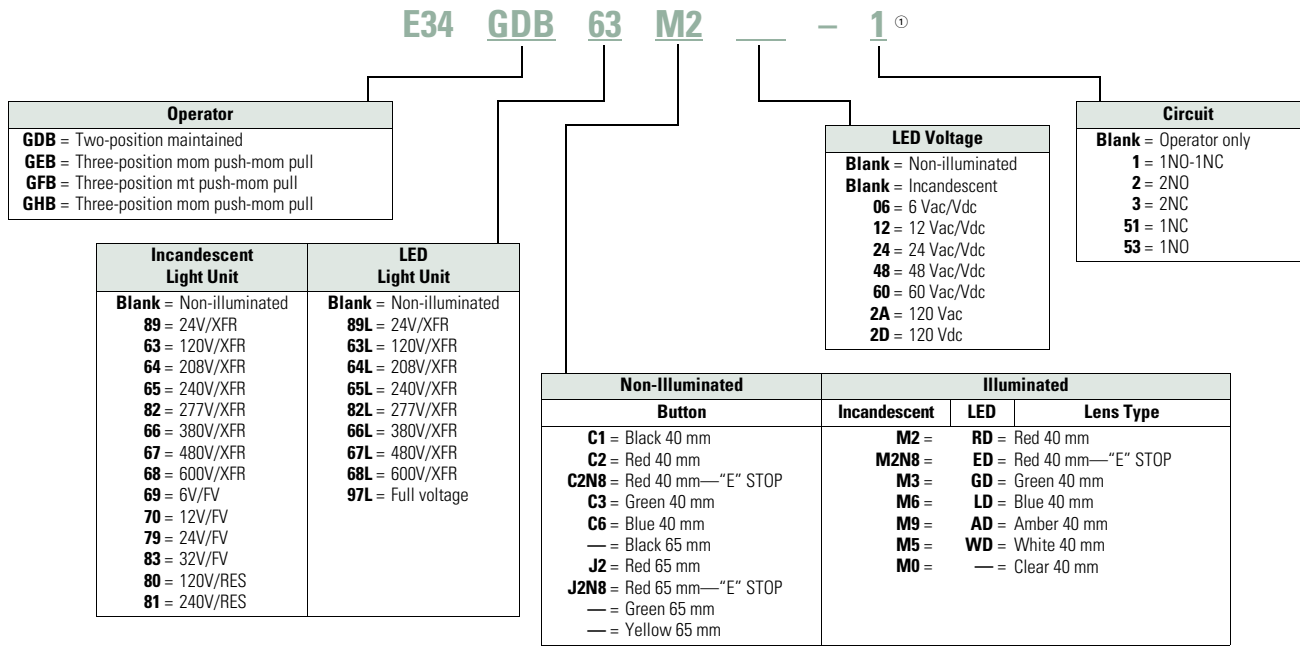 E34 GDB 63 M2 ___ – 1 ①
Operator
GDB = Two-position maintained
GEB = Three-position mom push-mom pull
GFB = Three-position mt push-mom pull
GHB = Three-position mom push-mom pull
Incandescent Light Unit
Blank = Non-illuminated
89 = 24V/XFR
63 = 120V/XFR
64 = 208V/XFR
65 = 240V/XFR
82 = 277V/XFR
66 = 380V/XFR
67 = 480V/XFR
68 = 600V/XFR
69 = 6V/FV
70 = 12V/FV
79 = 24V/FV
83 = 32V/FV
80 = 120V/RES
81 = 240V/RES
LED Light Unit
Blank = Non-illuminated
89L = 24V/XFR
63L = 120V/XFR
64L = 208V/XFR
65L = 240V/XFR
82L = 277V/XFR
66L = 380V/XFR
67L = 480V/XFR
68L = 600V/XFR
97L = Full voltage
Non-Illuminated
Button
C1 = Black 40 mm
C2 = Red 40 mm
C2N8 = Red 40 mm—“E” STOP
C3 = Green 40 mm
C6 = Blue 40 mm
— = Black 65 mm
J2 = Red 65 mm
J2N8 = Red 65 mm—“E” STOP
— = Green 65 mm
— = Yellow 65 mm
Illuminated
Incandescent LED Lens Type
M2 = RD = Red 40 mm
M2N8 = ED = Red 40 mm—“E” STOP
M3 = GD = Green 40 mm
M6 = LD = Blue 40 mm
M9 = AD = Amber 40 mm
M5 = WD = White 40 mm
M0 = — = Clear 40 mm
LED Voltage
Blank = Non-illuminated
Blank = Incandescent
06 = 6 Vac/Vdc
12 = 12 Vac/Vdc
24 = 24 Vac/Vdc
48 = 48 Vac/Vdc
60 = 60 Vac/Vdc
2A = 120 Vac
2D = 120 Vdc
Circuit
Blank = Operator only
1 = 1NO-1NC
2 = 2NO
3 = 2NC
51 = 1NC
53 = 1NO